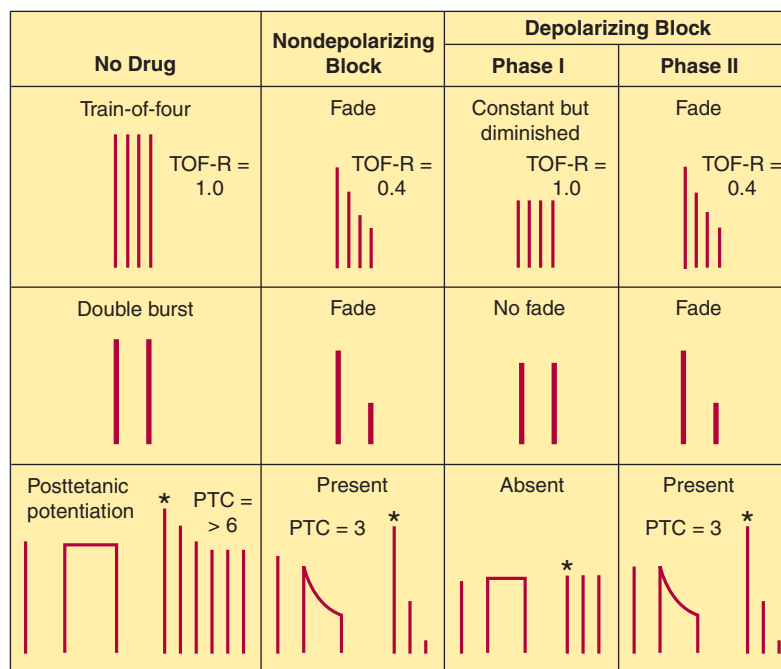 No Drug
Nondepolarizing
Block
Depolarizing Block
Phase I
Phase II
Train-of-four
TOF-R =
1.0
Fade
TOF-R =
0.4
Constant but
diminished
TOF-R =
1.0
Fade
TOF-R =
0.4
Double burst
Fade
No fade
Fade
Posttetanic
potentiation
* PTC =
> 6
Present
PTC = 3 *
Absent
*
Present
PTC = 3 *